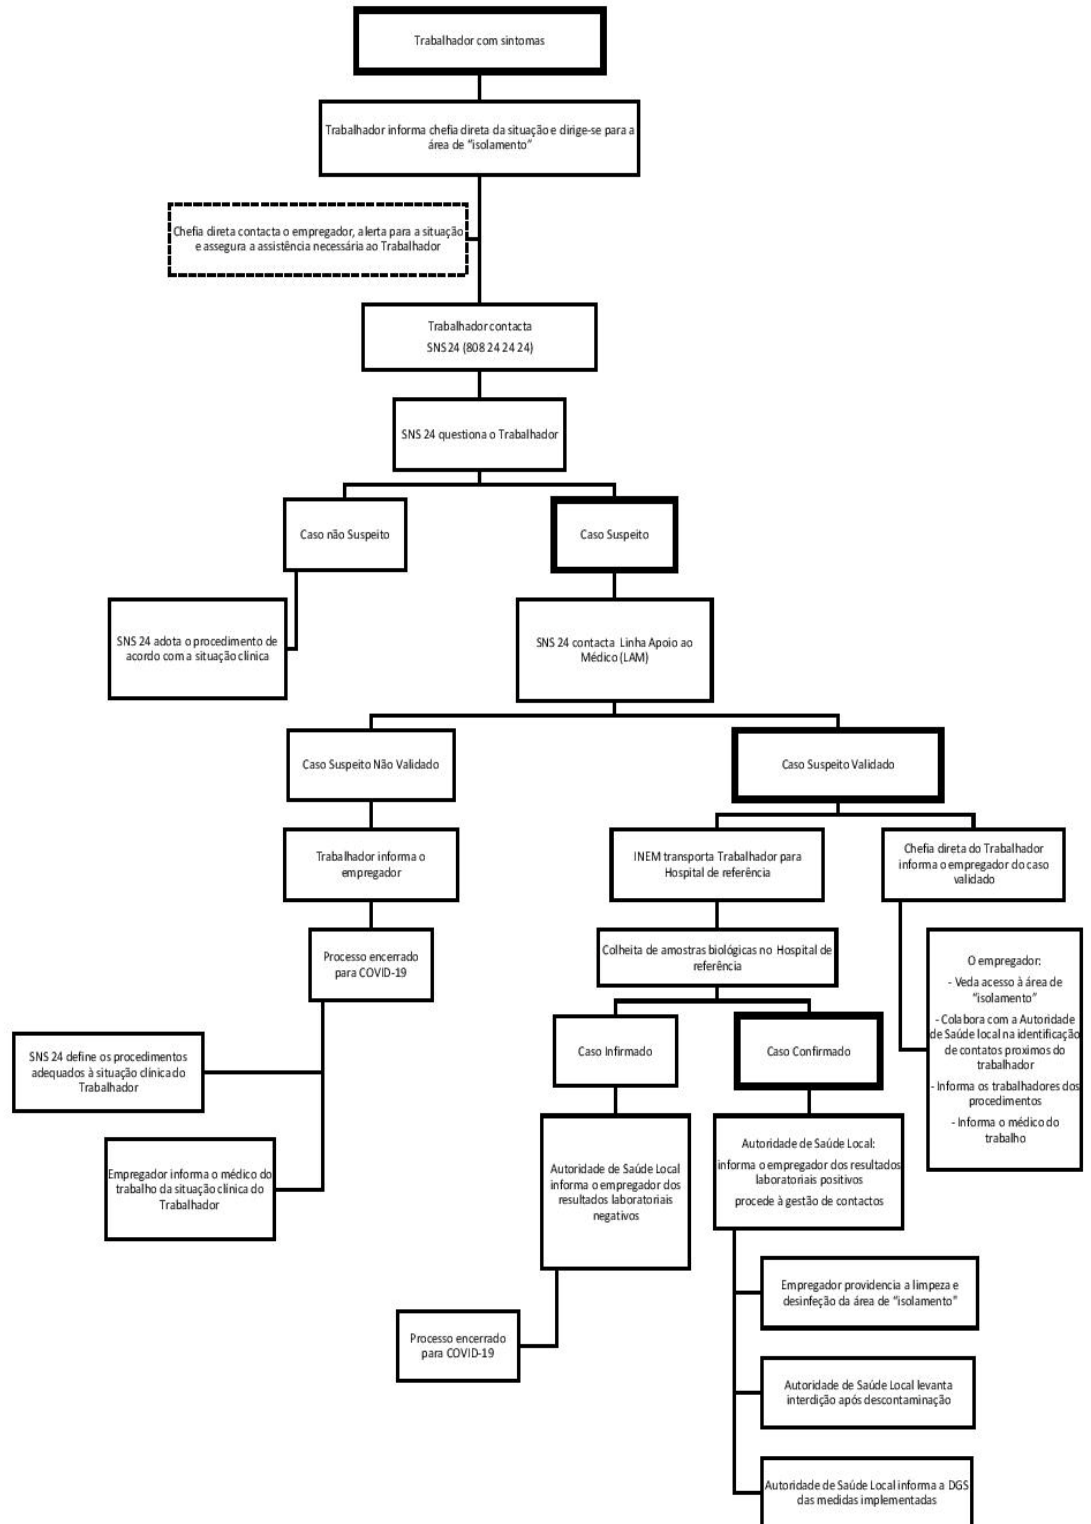 Trabalhador com sintomas
Trabalhador informa chefia direta da situação e dirige-se para a
área de “isolamento”
Chefia direta contacta o empregador, alerta para a situação
e assegura a assistência necessária ao Trabalhador
Trabalhador contacta
SNS 24 (808 24 24 24)
SNS 24 questiona o Trabalhador
Caso não Suspeito
Caso Suspeito
SNS 24 adota o procedimento de
acordo com a situação clínica
SNS 24 contacta Linha Apoio ao
Médico (LAM)
Caso Suspeito Não Validado
Caso Suspeito Validado
Trabalhador informa o
empregador
INEM transporta Trabalhador para
Hospital de referência
Chefia direta do Trabalhador
informa o empregador do caso
validado
Processo encerrado
para COVID-19
Colheita de amostras biológicas no Hospital de
referência
O empregador:
- Veda acesso à área de
“isolamento”
- Colabora com a Autoridade
de Saúde local na identificação
de contatos proximos do
trabalhador
- Informa os trabalhadores dos
procedimentos
- Informa o médico do
trabalho
SNS 24 define os procedimentos
adequados à situação clínica do
Trabalhador
Caso Infirmado
Caso Confirmado
Empregador informa o médico do
trabalho da situação clínica do
Trabalhador
Autoridade de Saúde Local
informa o empregador dos
resultados laboratoriais
negativos
Autoridade de Saúde Local:
informa o empregador dos resultados
laboratoriais positivos
procede à gestão de contactos
Processo encerrado
para COVID-19
Empregador providencia a limpeza e
desinfeção da área de “isolamento”
Autoridade de Saúde Local levanta
interdição após descontaminação
Autoridade de Saúde Local informa a DGS
das medidas implementadas